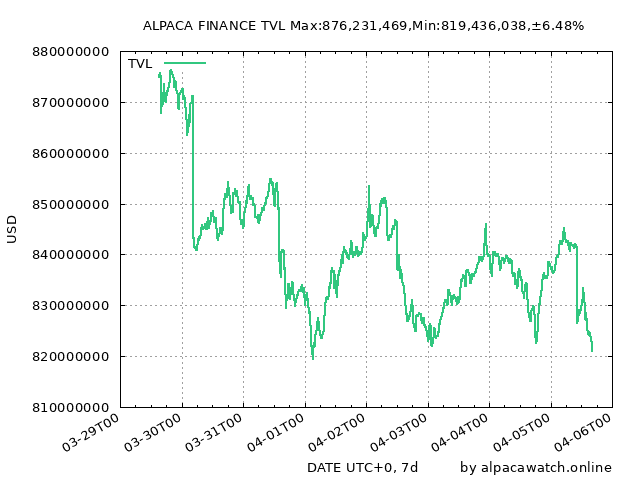 ALPACA FINANCE TVL Max:876,231,469,Min:819,436,038,±6.48%
TVL
880000000
870000000
860000000
850000000
840000000
830000000
820000000
810000000
USD
03-29T00
03-30T00
03-31T00
04-01T00
04-02T00
04-03T00
04-04T00
04-05T00
04-06T00
DATE UTC+0, 7d
by alpacawatch.online